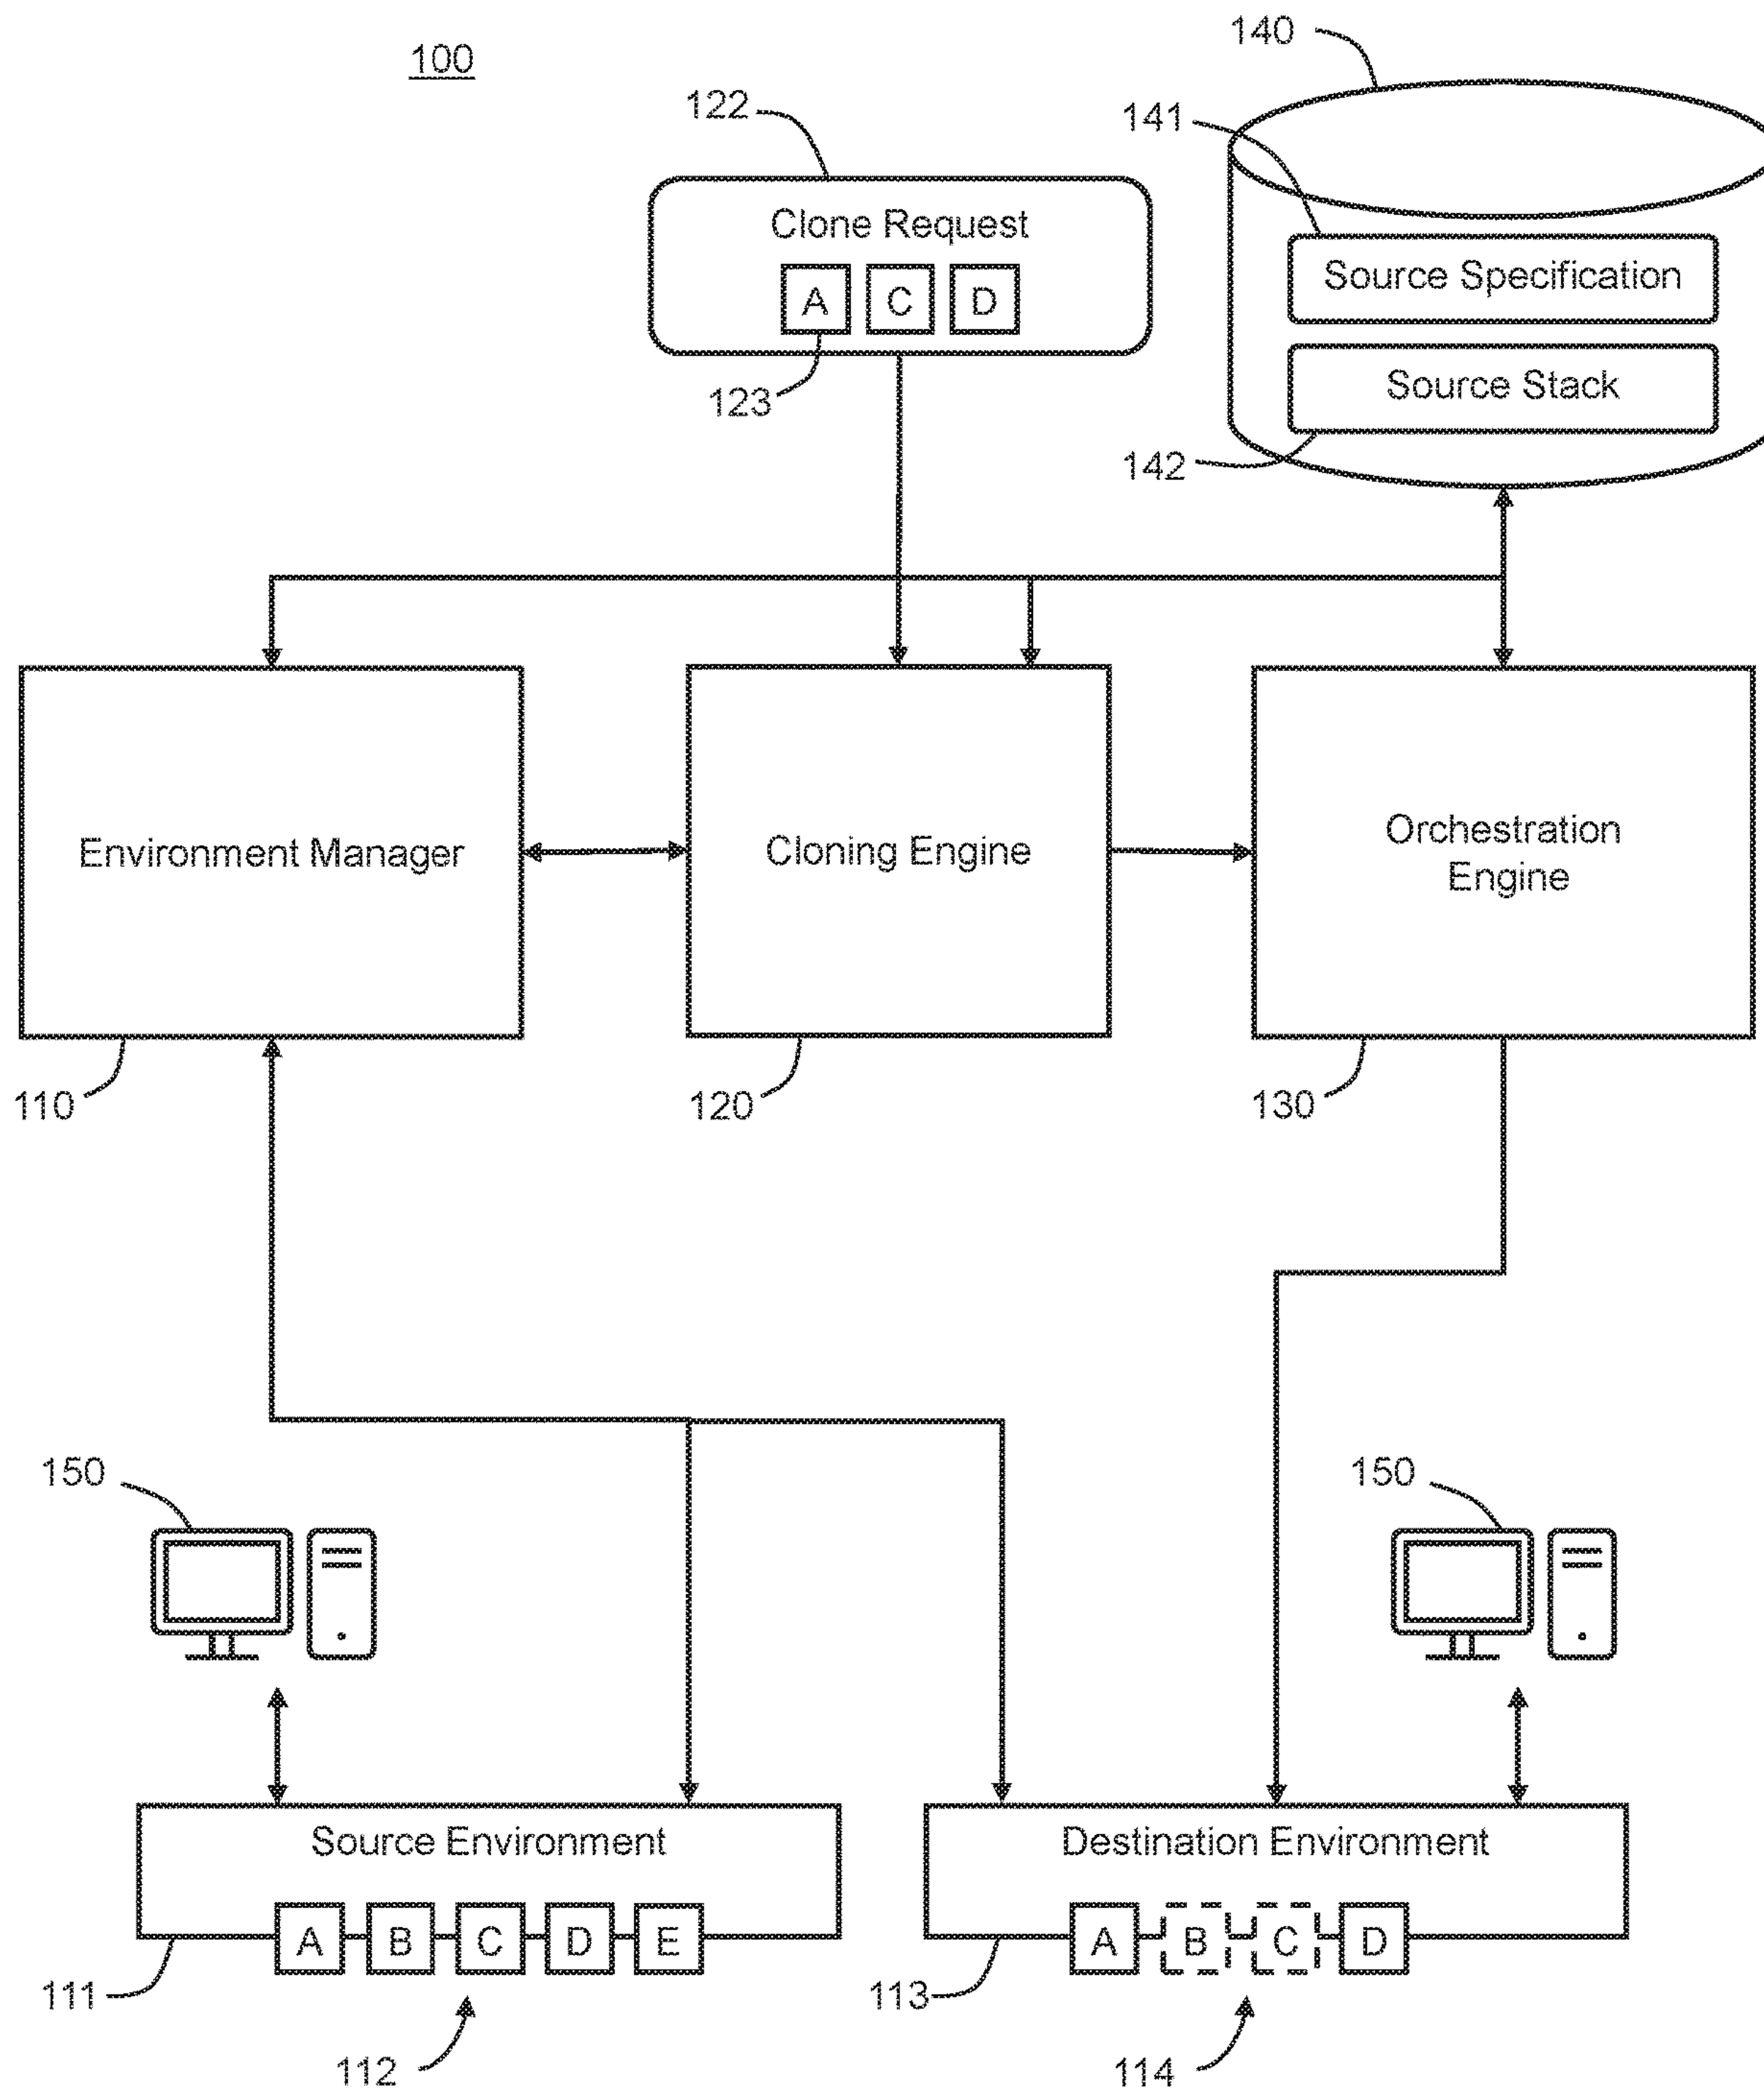 100
140
122
141
Clone Request
A C D
123
Source Specification
Source Stack
142
Environment Manager
Cloning Engine
Orchestration
Engine
110
120
130
150
150
Source Environment
A B C D E
111
112
Destination Environment
A B C D
113
114